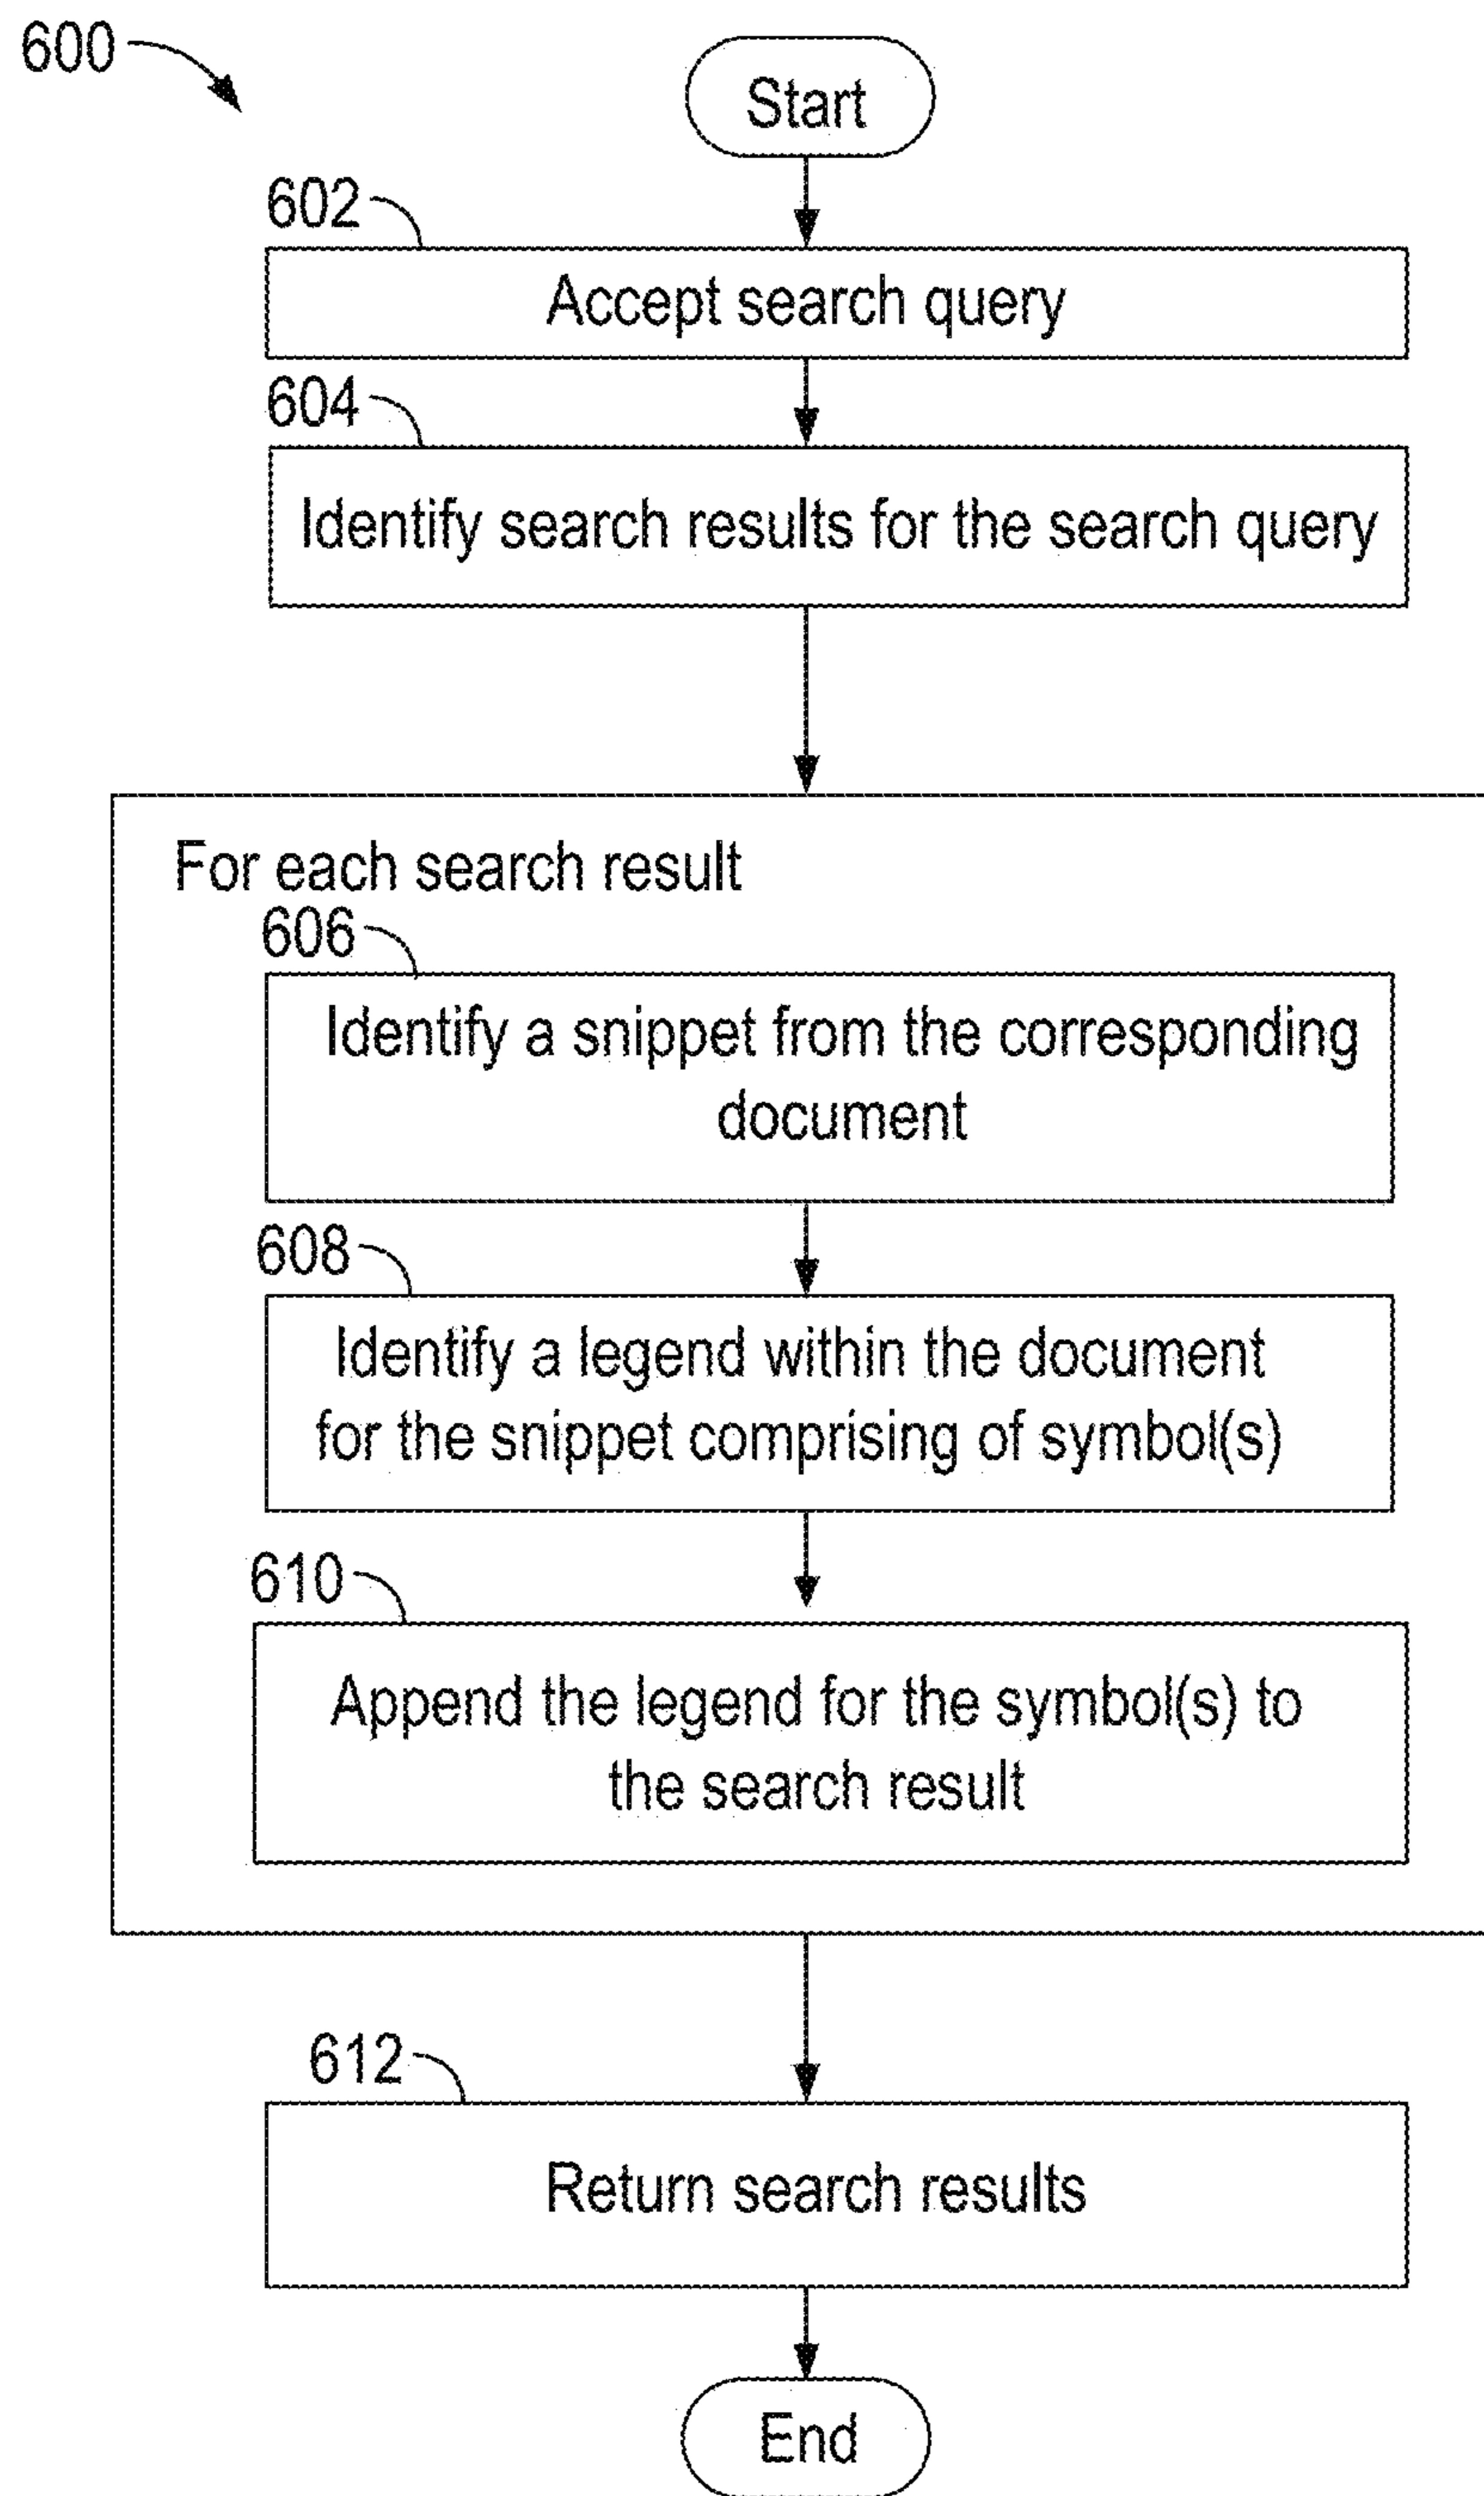 600
Start
602
Accept search query
604
Identify search results for the search query
For each search result
606
Identify a snippet from the corresponding
document
608
Identify a legend within the document
for the snippet comprising of symbol(s)
610
Append the legend for the symbol(s) to
the search result
612
Return search results
End